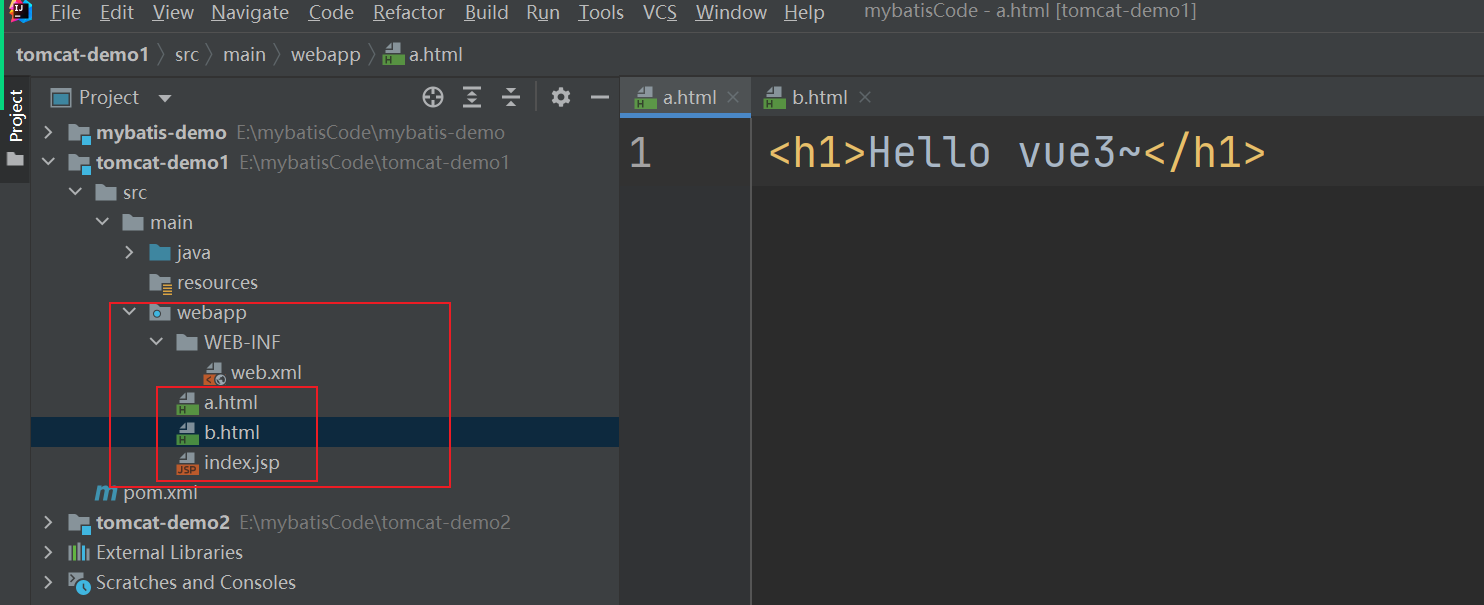 File Edit View Navigate Code Refactor Build Run Tools VCS Window Help mybatisCode - a.html [tomcat-demo1]
tomcat-demo1 src main webapp a.html
Project
Project
a.html
b.html
mybatis-demo E:\mybatisCode\mybatis-demo
tomcat-demo1 E:\mybatisCode\tomcat-demo1
src
main
java
resources
webapp
WEB-INF
web.xml
a.html
b.html
index.jsp
pom.xml
tomcat-demo2 E:\mybatisCode\tomcat-demo2
External Libraries
Scratches and Consoles
1 <h1>Hello vue3~</h1>